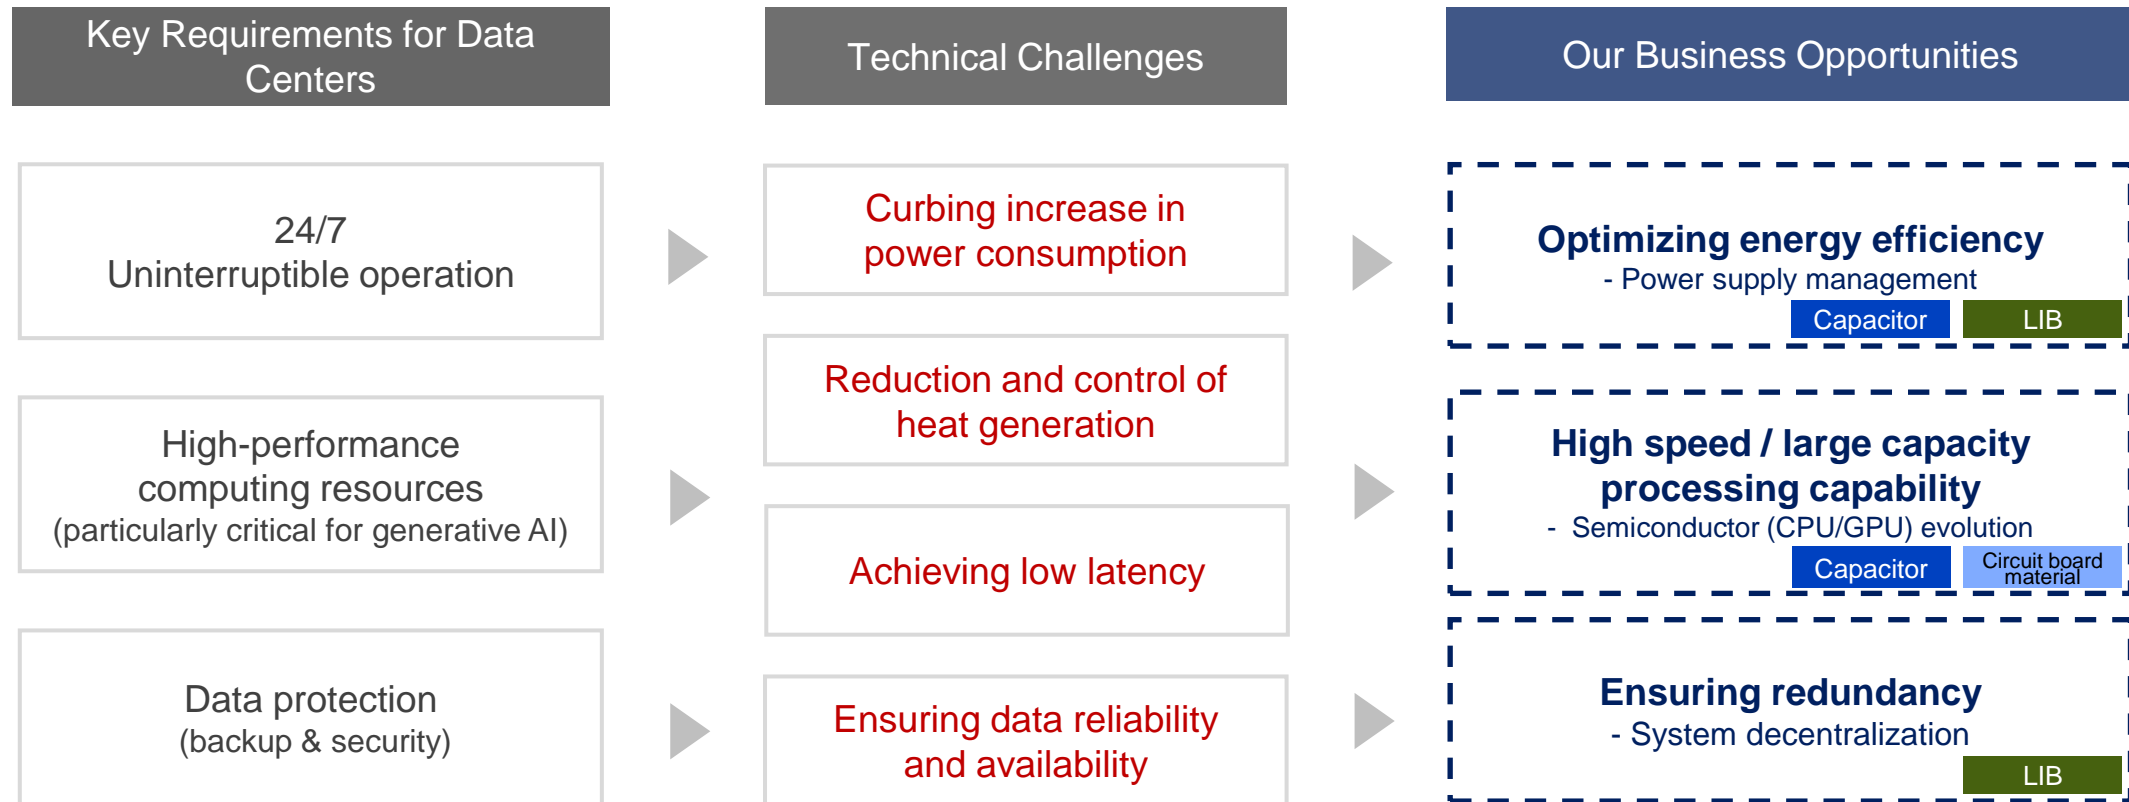 Key Requirements for Data
Centers
Technical Challenges
Our Business Opportunities
24/7
Uninterruptible operation
Curbing increase in
power consumption
Optimizing energy efficiency
- Power supply management
Capacitor
LIB
Reduction and control of
heat generation
High-performance
computing resources
(particularly critical for generative AI)
High speed / large capacity
processing capability
- Semiconductor (CPU/GPU) evolution
Capacitor
Circuit board
material
Achieving low latency
Data protection
(backup & security)
Ensuring data reliability
and availability
Ensuring redundancy
- System decentralization
LIB